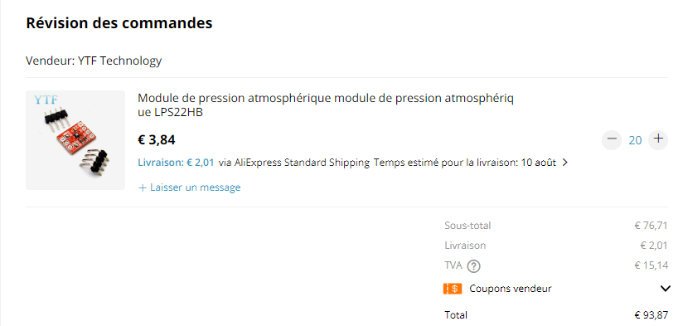 Révision des commandes
Vendeur: YTF Technology
YTF
Module de pression atmosphérique module de pression atmosphériq
ue LPS22HB
€ 3,84
− 20 +
Livraison: € 2,01 via AliExpress Standard Shipping Temps estimé pour la livraison: 10 août >
+ Laisser un message
Sous-total € 76,71
Livraison € 2,01
TVA ? € 15,14
$ Coupons vendeur
Total € 93,87